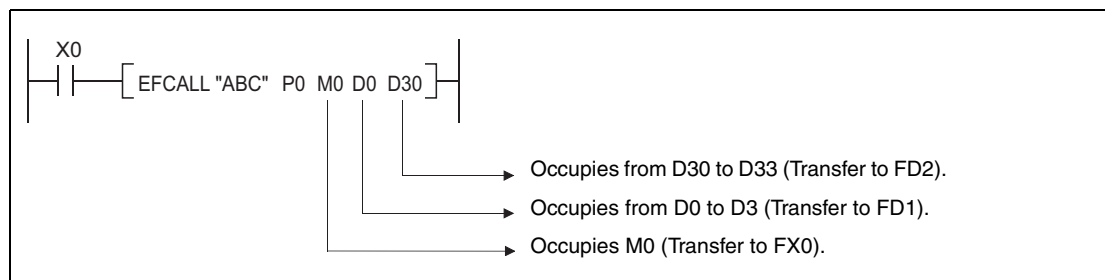 X0
EFCALL "ABC" P0 M0 D0 D30
Occupies from D30 to D33 (Transfer to FD2).
Occupies from D0 to D3 (Transfer to FD1).
Occupies M0 (Transfer to FX0).